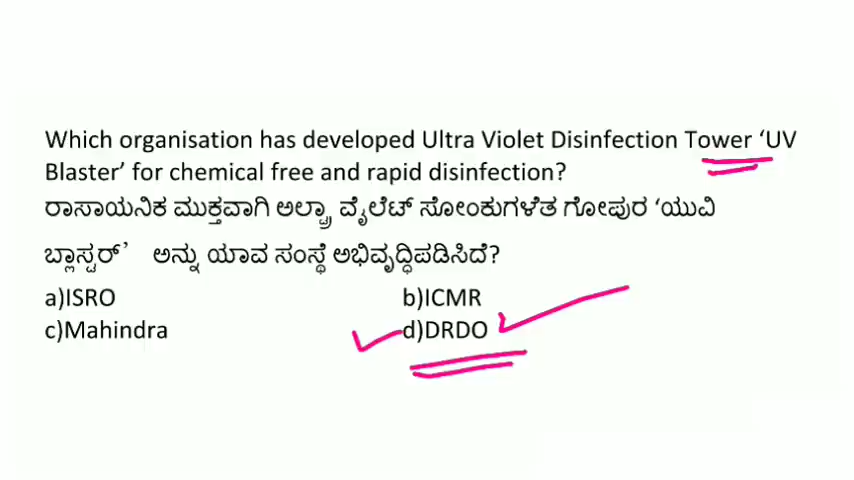 Which organisation has developed Ultra Violet Disinfection Tower ‘UV
Blaster’ for chemical free and rapid disinfection?
ರಾಸಾಯನಿಕ ಮುಕ್ತವಾಗಿ ಅಲ್ಟ್ರಾ ವೈಲೆಟ್ ಸೋಂಕುಗಳೆತ ಗೋಪುರ ‘ಯುವಿ
ಬ್ಲಾಸ್ಟರ್’ ಅನ್ನು ಯಾವ ಸಂಸ್ಥೆ ಅಭಿವೃದ್ಧಿಪಡಿಸಿದೆ?
a)ISRO b)ICMR
c)Mahindra d)DRDO